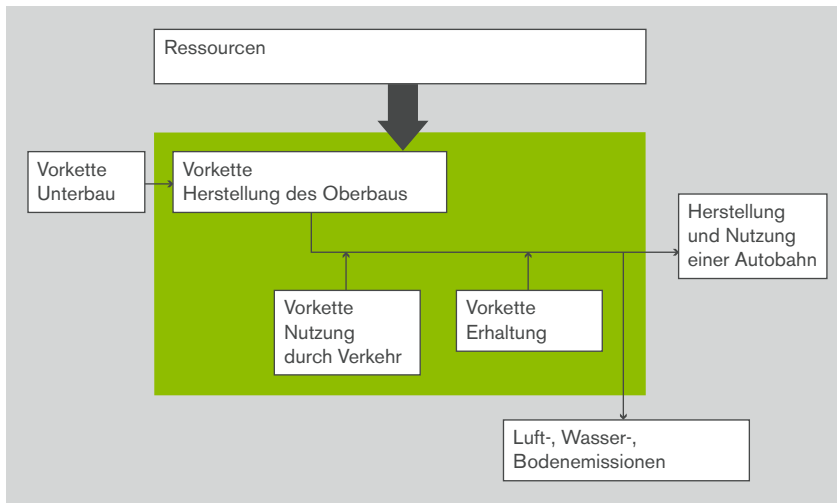 Ressourcen
Vorkette
Unterbau
Vorkette
Herstellung des Oberbaus
Herstellung
und Nutzung
einer Autobahn
Vorkette
Nutzung
durch Verkehr
Vorkette
Erhaltung
Luft-, Wasser-,
Bodenemissionen